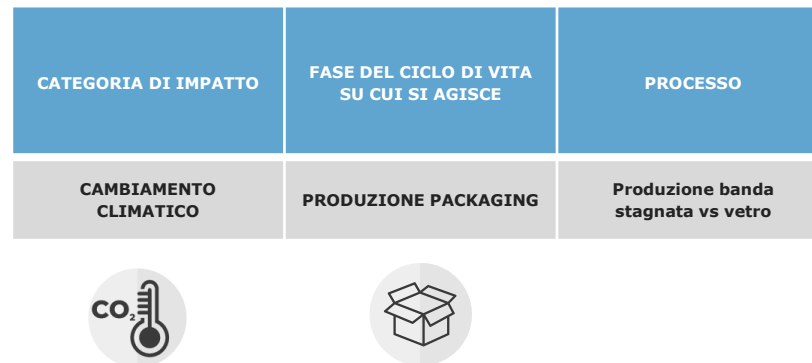 CATEGORIA DI IMPATTO
FASE DEL CICLO DI VITA
SU CUI SI AGISCE
PROCESSO
CAMBIAMENTO
CLIMATICO
PRODUZIONE PACKAGING
Produzione banda
stagnata vs vetro
CO₂